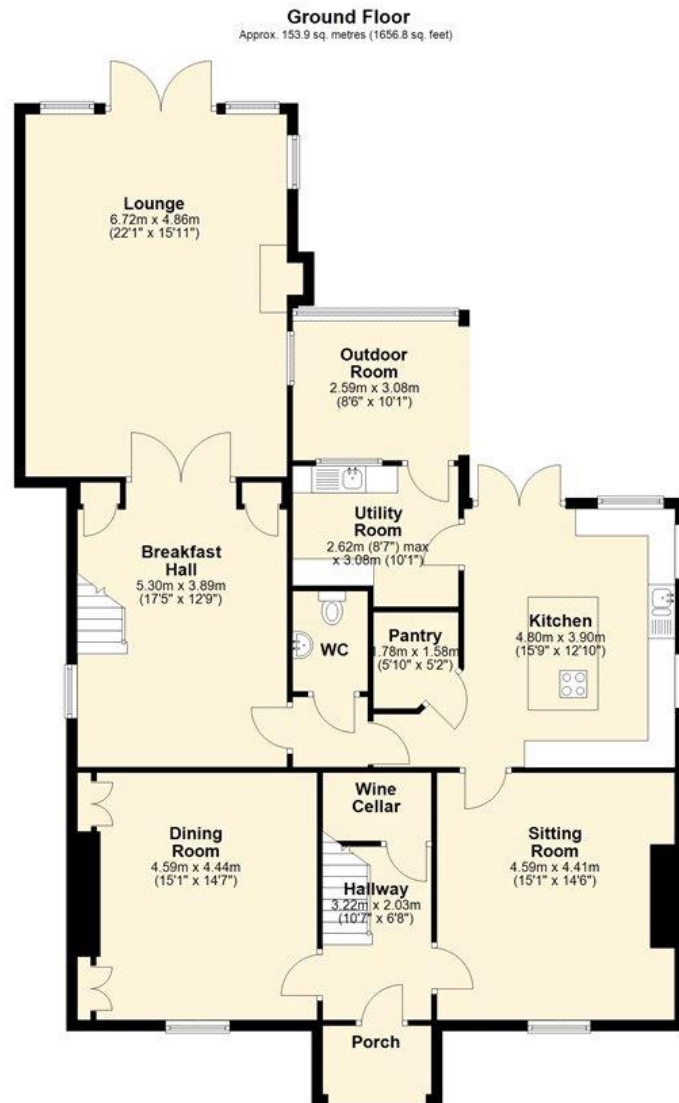 Ground Floor
Approx. 153.9 sq. metres (1656.8 sq. feet)
Lounge
6.72m x 4.86m
(22'1" x 15'11")
Outdoor
Room
2.59m x 3.08m
(8'6" x 10'1")
Utility
Room
2.62m (8'7") max
x 3.08m (10'1")
Breakfast
Hall
5.30m x 3.89m
(17'5" x 12'9")
Kitchen
4.80m x 3.90m
(15'9" x 12'10")
WC
Pantry
1.78m x 1.58m
(5'10" x 5'2")
Wine
Cellar
Dining
Room
4.59m x 4.44m
(15'1" x 14'7")
Hallway
3.22m x 2.03m
(10'7" x 6'8")
Sitting
Room
4.59m x 4.41m
(15'1" x 14'6")
Porch